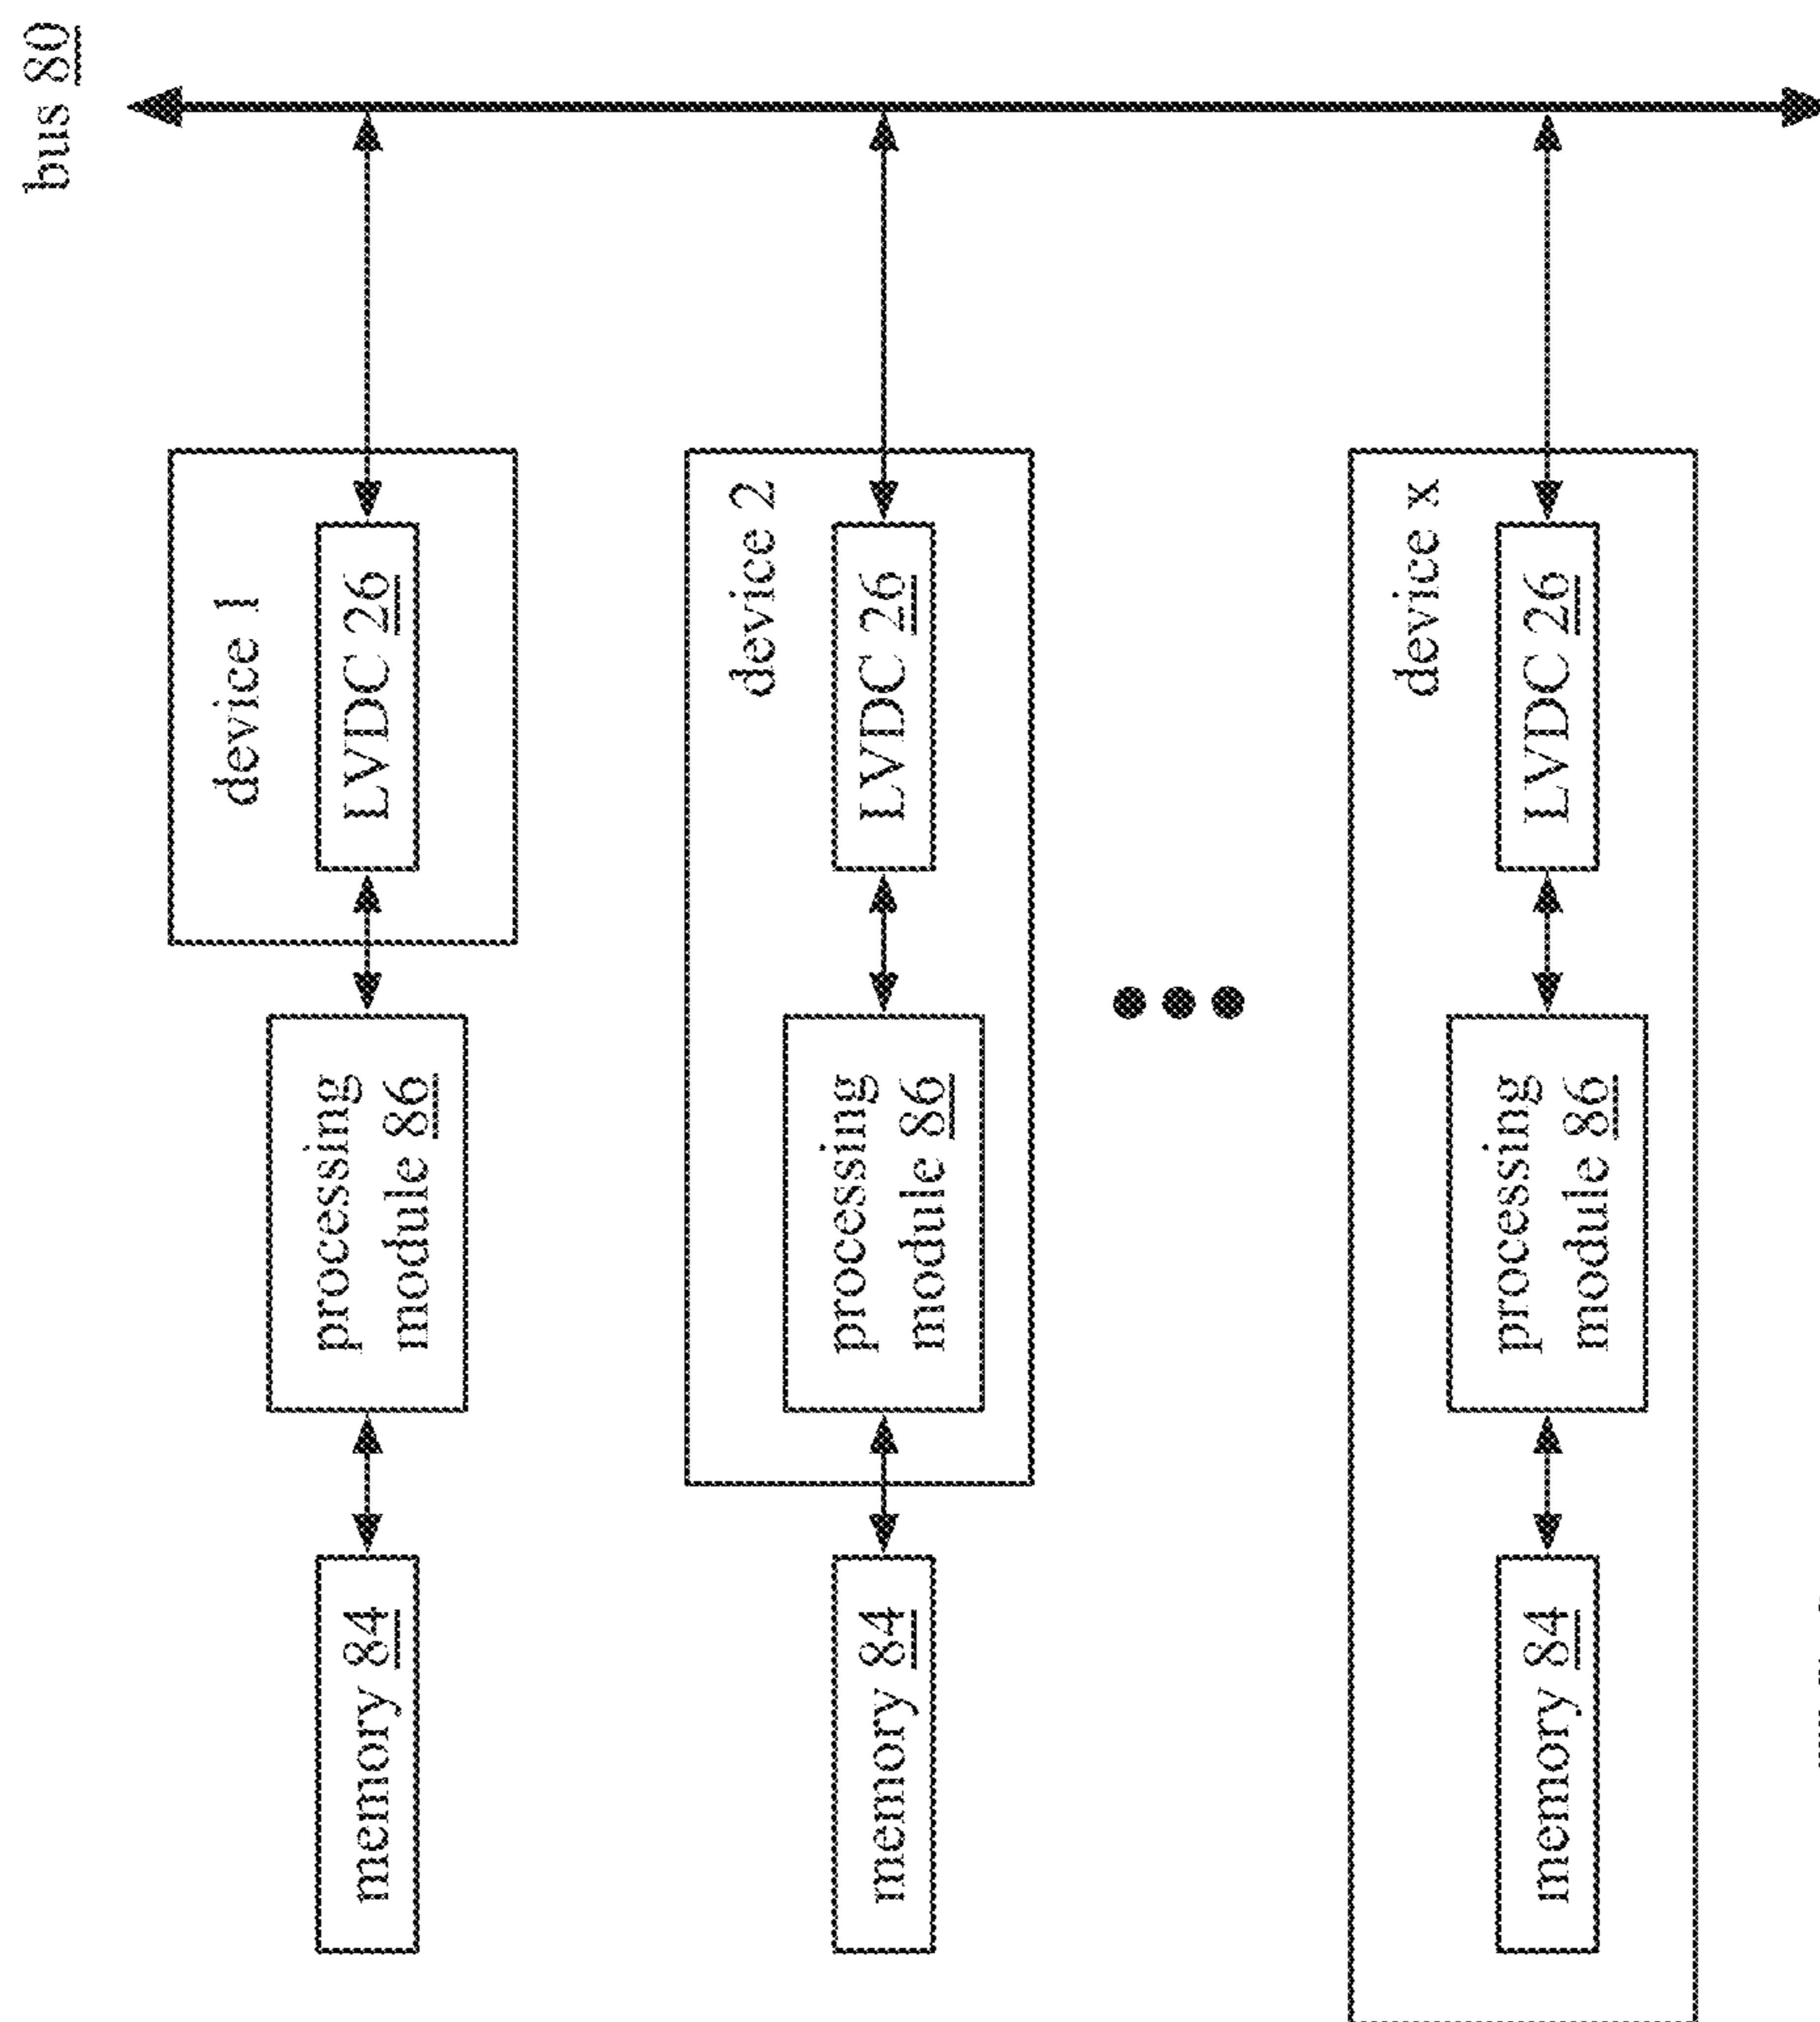 bus 80
device 1
LVDC 26
processing
module 86
memory 84
device 2
LVDC 26
processing
module 86
memory 84
device x
LVDC 26
processing
module 86
memory 84